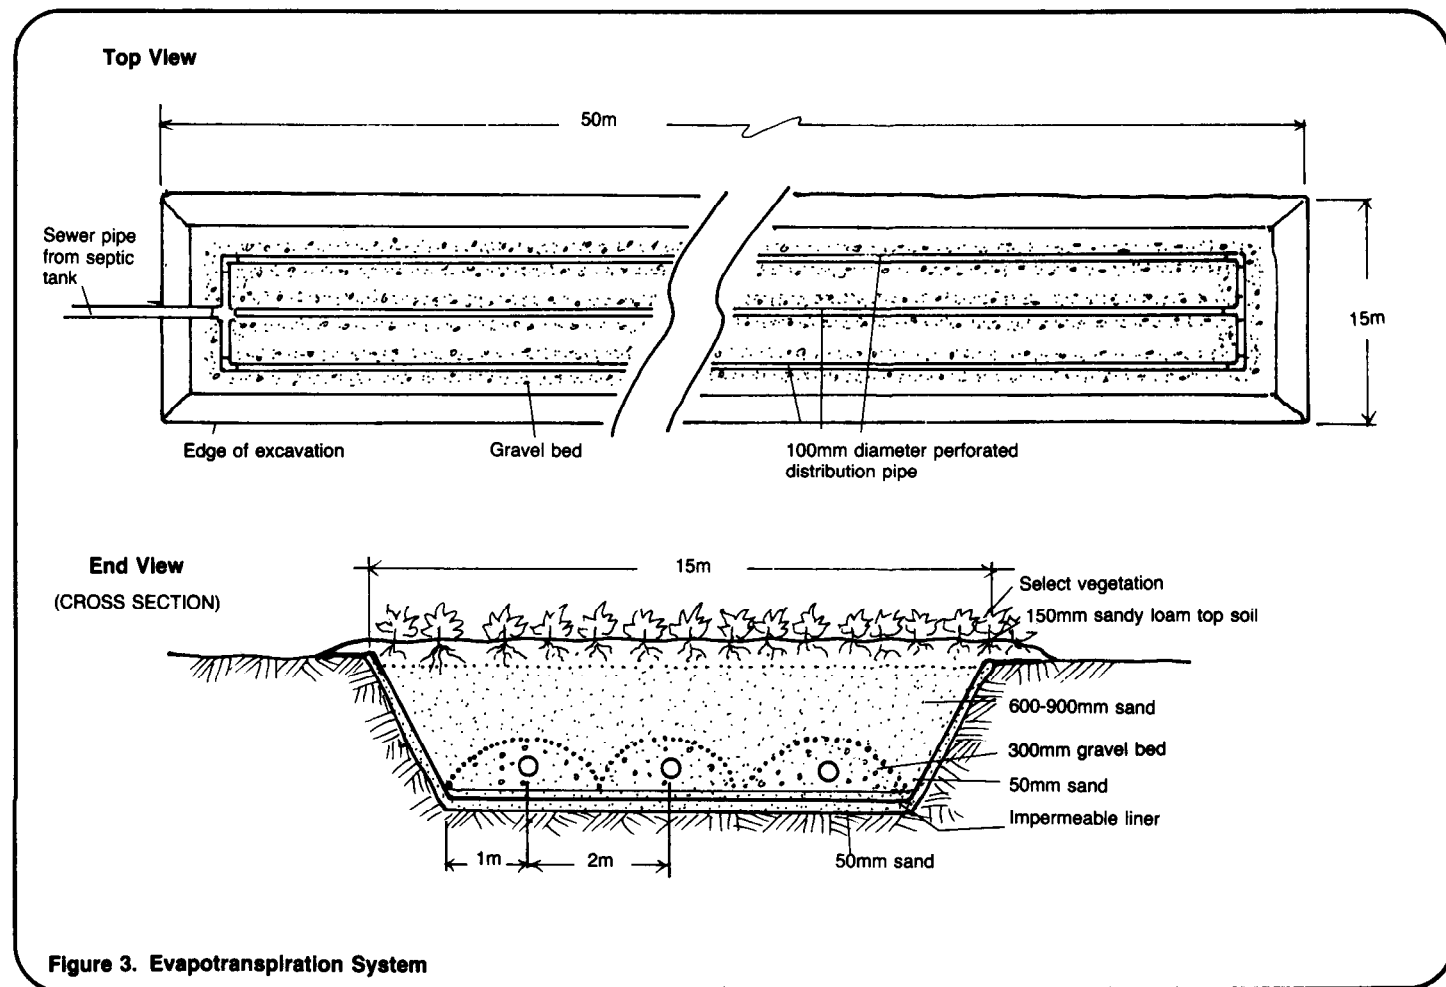 Top View
50m
Sewer pipe
from septic
tank
15m
Edge of excavation
Gravel bed
100mm diameter perforated
distribution pipe
End View
(CROSS SECTION)
15m
Select vegetation
150mm sandy loam top soil
600-900mm sand
300mm gravel bed
50mm sand
Impermeable liner
1m
2m
50mm sand
Figure 3. Evapotranspiration System